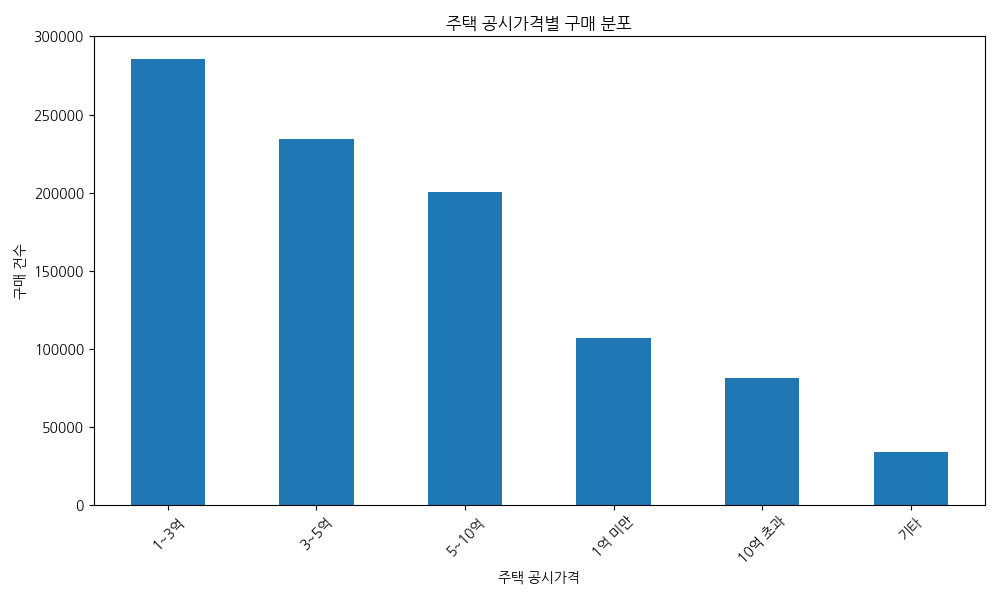 주택 공시가격별 구매 분포
구매 건수
300000
250000
200000
150000
100000
50000
0
1~3억
3~5억
5~10억
1억 미만
10억 초과
기타
주택 공시가격